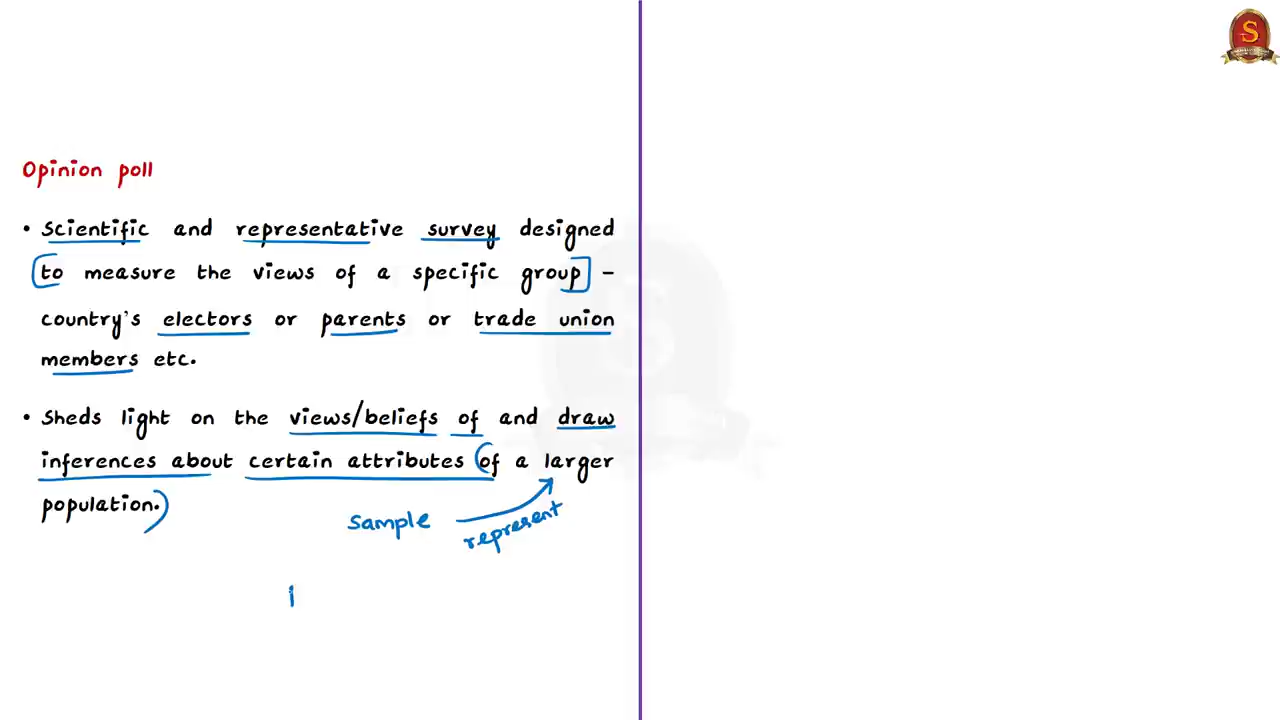 Opinion poll
• Scientific and representative survey designed
to measure the views of a specific group -
country's electors or parents or trade union
members etc.
• Sheds light on the views/beliefs of and draw
inferences about certain attributes of a larger
population.
Sample
represent
S